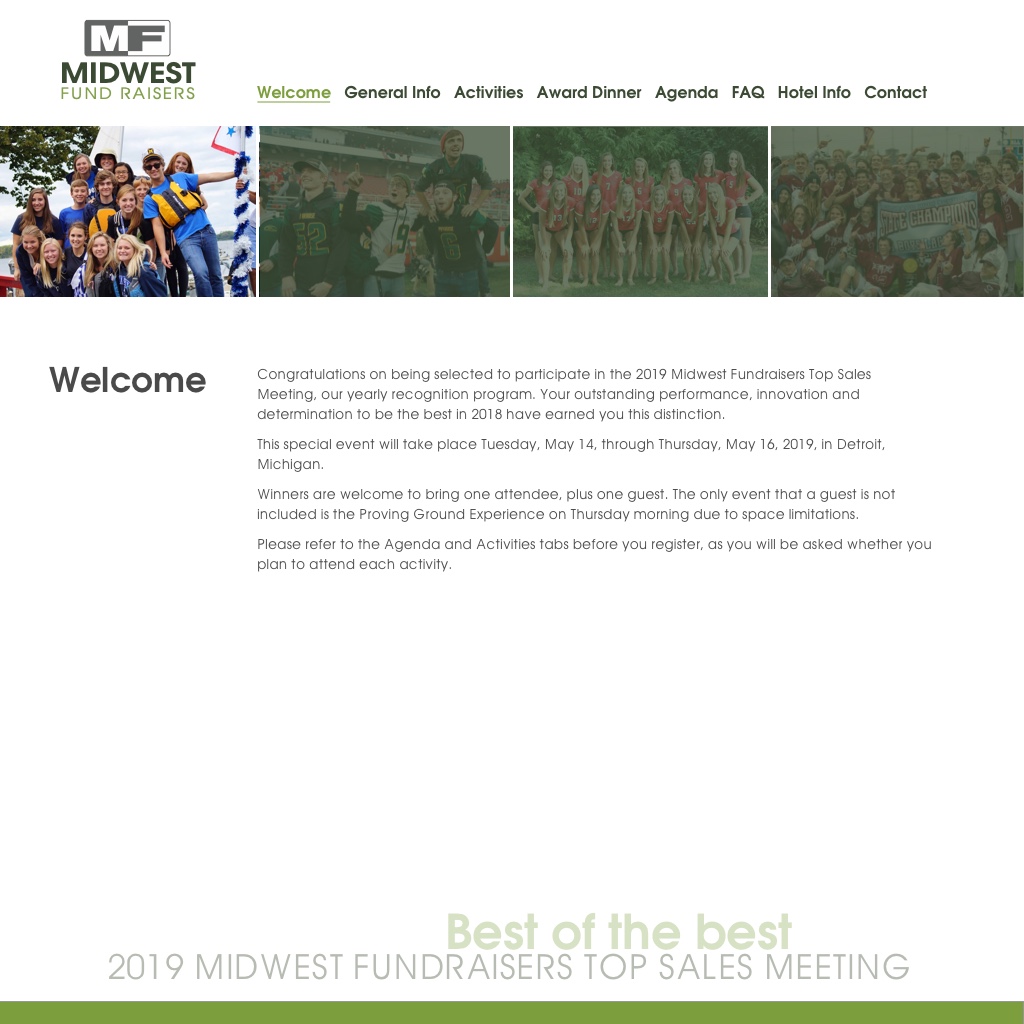 MF
MIDWEST
FUND RAISERS
Welcome General Info Activities Award Dinner Agenda FAQ Hotel Info Contact
52
CHAMPIONS
Welcome
Congratulations on being selected to participate in the 2019 Midwest Fundraisers Top Sales
Meeting, our yearly recognition program. Your outstanding performance, innovation and
determination to be the best in 2018 have earned you this distinction.
This special event will take place Tuesday, May 14, through Thursday, May 16, 2019, in Detroit,
Michigan.
Winners are welcome to bring one attendee, plus one guest. The only event that a guest is not
included is the Proving Ground Experience on Thursday morning due to space limitations.
Please refer to the Agenda and Activities tabs before you register, as you will be asked whether you
plan to attend each activity.
Best of the best
2019 MIDWEST FUNDRAISERS TOP SALES MEETING